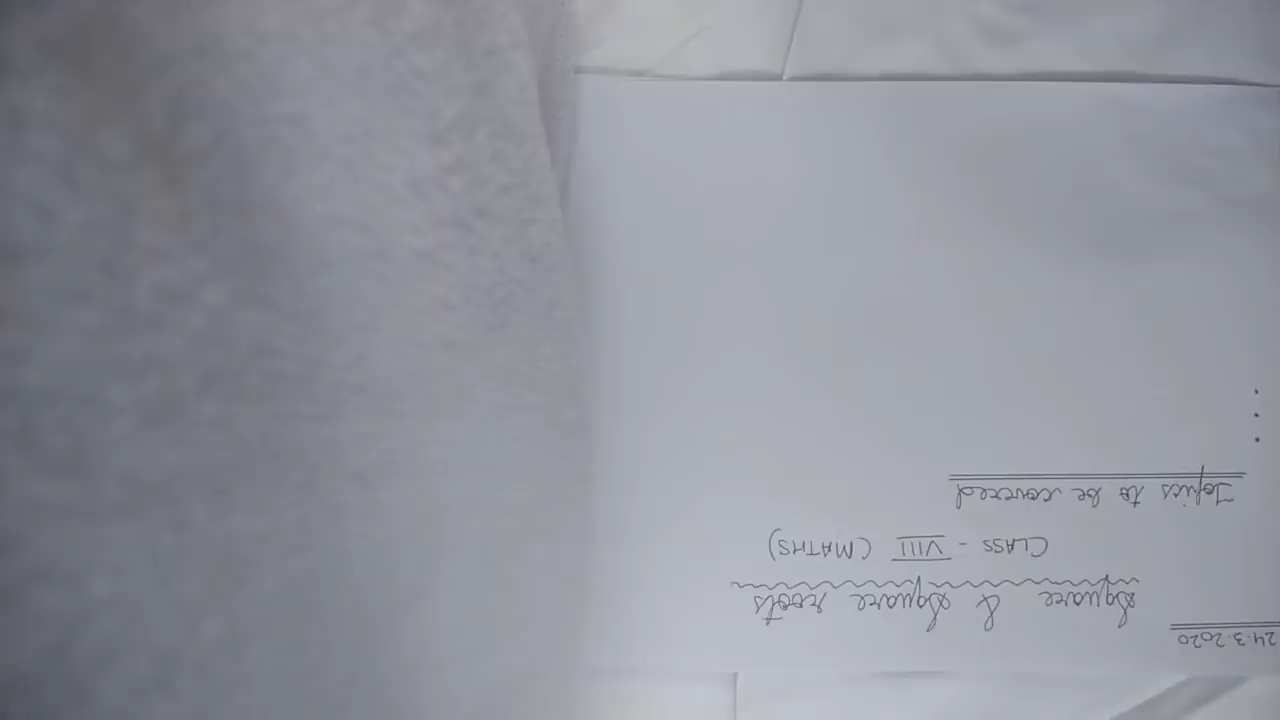 24.3.2020
Square & Square roots
CLASS - VIII (MATHS)
Topics to be covered